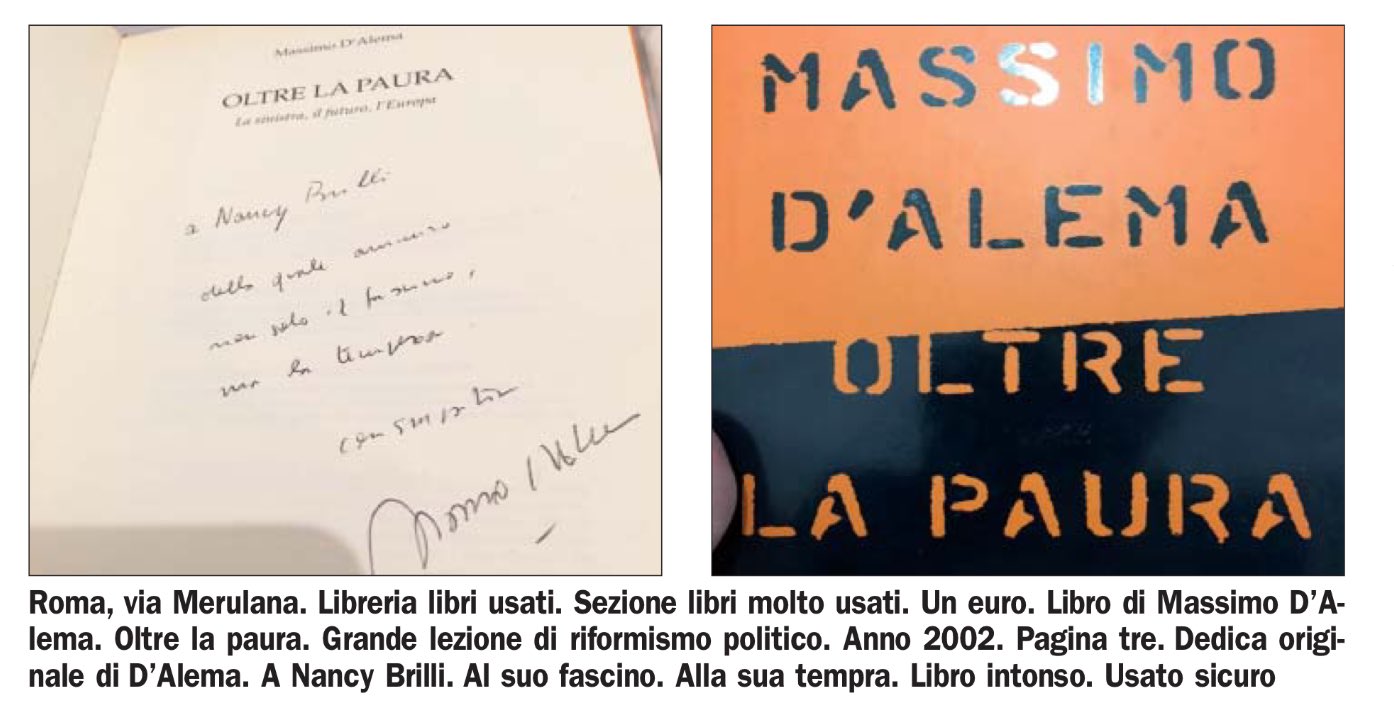 Massimo D'Alema
OLTRE LA PAURA
La sinistra, il futuro, l'Europa
a Nancy Brilli
della quale ammiro
non solo il fascino,
ma la tempra
con simpatia
MASSIMO
D'ALEMA
OLTRE
LA PAURA
Roma, via Merulana. Libreria libri usati. Sezione libri molto usati. Un euro. Libro di Massimo D'A-
lema. Oltre la paura. Grande lezione di riformismo politico. Anno 2002. Pagina tre. Dedica origi-
nale di D'Alema. A Nancy Brilli. Al suo fascino. Alla sua tempra. Libro intonso. Usato sicuro